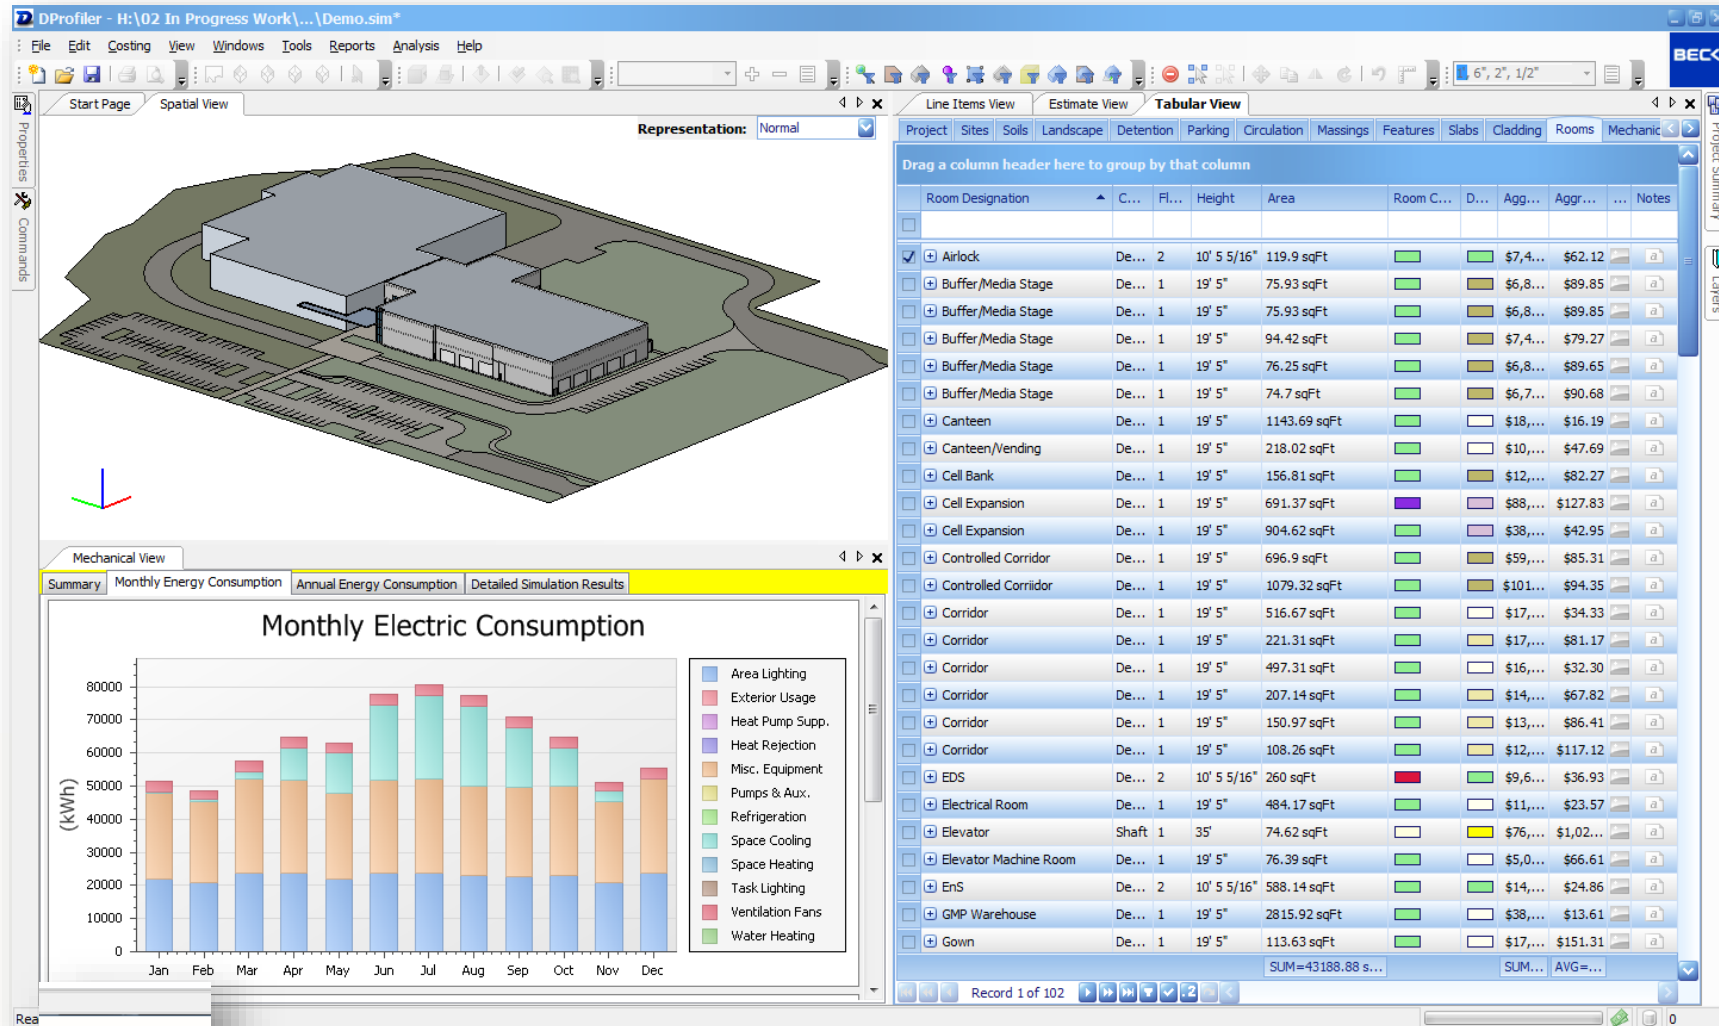 DProfiler - H:\02 In Progress Work\...\Demo.sim*
File Edit Costing View Windows Tools Reports Analysis Help
6", 2", 1/2"
Properties
Commands
Start Page Spatial View
Representation: Normal
Mechanical View
Summary Monthly Energy Consumption Annual Energy Consumption Detailed Simulation Results
Monthly Electric Consumption
(kWh)
80000
70000
60000
50000
40000
30000
20000
10000
0
Jan Feb Mar Apr May Jun Jul Aug Sep Oct Nov Dec
Area Lighting
Exterior Usage
Heat Pump Supp.
Heat Rejection
Misc. Equipment
Pumps & Aux.
Refrigeration
Space Cooling
Space Heating
Task Lighting
Ventilation Fans
Water Heating
Line Items View Estimate View Tabular View
Project Sites Soils Landscape Detention Parking Circulation Massings Features Slabs Cladding Rooms Mechanic
Drag a column header here to group by that column
Room Designation C... Fl... Height Area Room C... D... Agg... Aggr... ... Notes
Airlock De... 2 10' 5 5/16" 119.9 sqFt $7,4... $62.12
Buffer/Media Stage De... 1 19' 5" 75.93 sqFt $6,8... $89.85
Buffer/Media Stage De... 1 19' 5" 75.93 sqFt $6,8... $89.85
Buffer/Media Stage De... 1 19' 5" 94.42 sqFt $7,4... $79.27
Buffer/Media Stage De... 1 19' 5" 76.25 sqFt $6,8... $89.65
Buffer/Media Stage De... 1 19' 5" 74.7 sqFt $6,7... $90.68
Canteen De... 1 19' 5" 1143.69 sqFt $18,... $16.19
Canteen/Vending De... 1 19' 5" 218.02 sqFt $10,... $47.69
Cell Bank De... 1 19' 5" 156.81 sqFt $12,... $82.27
Cell Expansion De... 1 19' 5" 691.37 sqFt $88,... $127.83
Cell Expansion De... 1 19' 5" 904.62 sqFt $38,... $42.95
Controlled Corridor De... 1 19' 5" 696.9 sqFt $59,... $85.31
Controlled Corriidor De... 1 19' 5" 1079.32 sqFt $101... $94.35
Corridor De... 1 19' 5" 516.67 sqFt $17,... $34.33
Corridor De... 1 19' 5" 221.31 sqFt $17,... $81.17
Corridor De... 1 19' 5" 497.31 sqFt $16,... $32.30
Corridor De... 1 19' 5" 207.14 sqFt $14,... $67.82
Corridor De... 1 19' 5" 150.97 sqFt $13,... $86.41
Corridor De... 1 19' 5" 108.26 sqFt $12,... $117.12
EDS De... 2 10' 5 5/16" 260 sqFt $9,6... $36.93
Electrical Room De... 1 19' 5" 484.17 sqFt $11,... $23.57
Elevator Shaft 1 35' 74.62 sqFt $76,... $1,02...
Elevator Machine Room De... 1 19' 5" 76.39 sqFt $5,0... $66.61
EnS De... 2 10' 5 5/16" 588.14 sqFt $14,... $24.86
GMP Warehouse De... 1 19' 5" 2815.92 sqFt $38,... $13.61
Gown De... 1 19' 5" 113.63 sqFt $17,... $151.31
SUM=43188.88 s... SUM... AVG=...
Record 1 of 102
.2
Project Summary
Layers
Rea
0